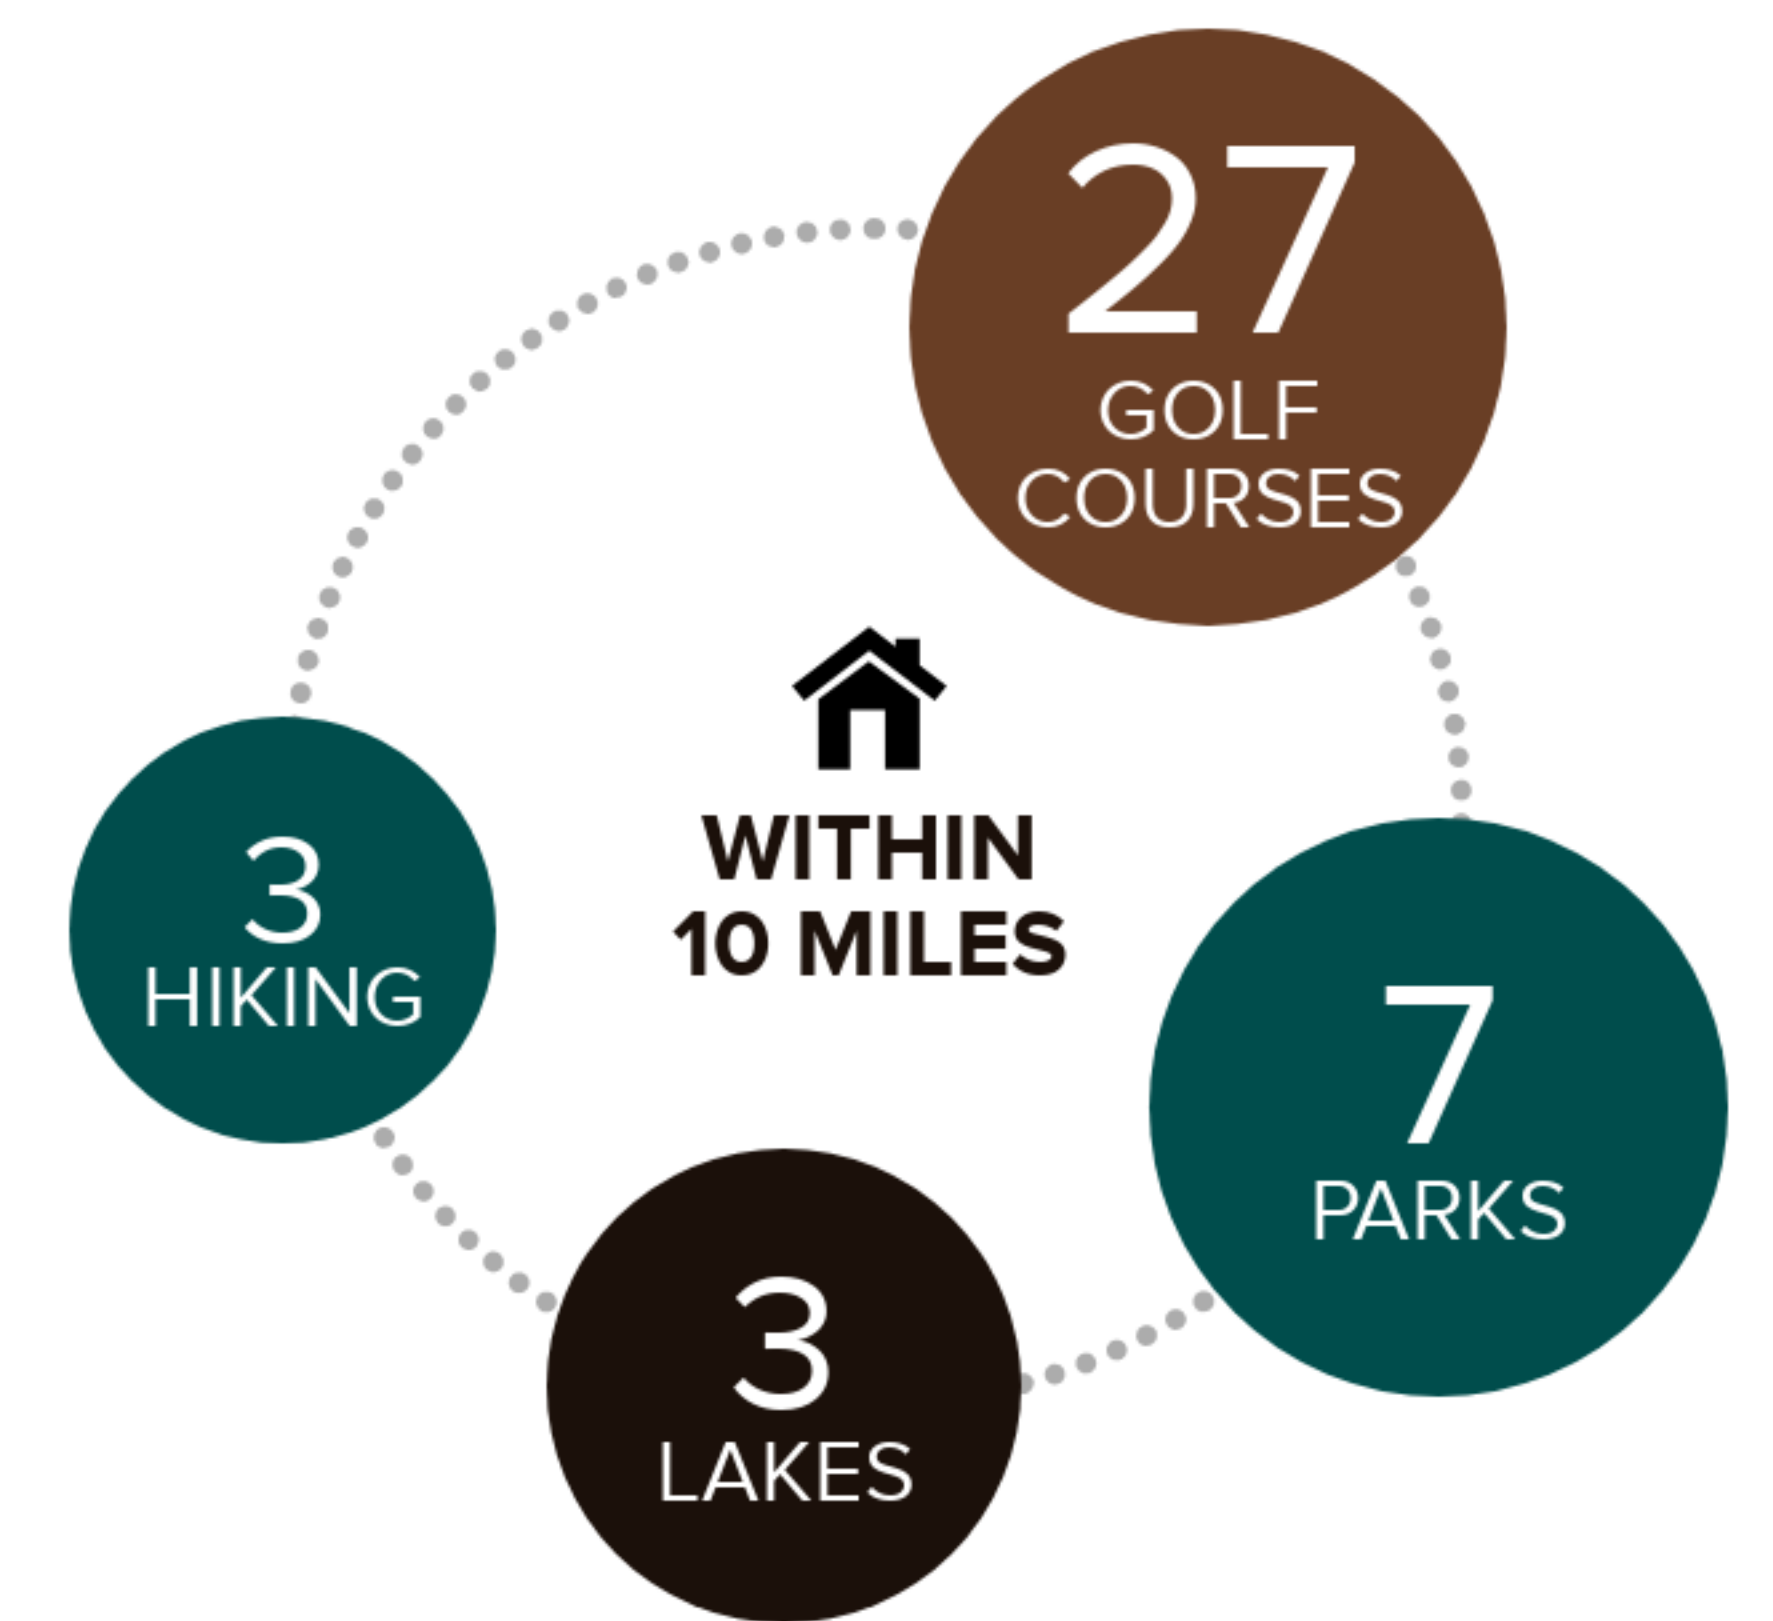 27
GOLF
COURSES
WITHIN
10 MILES
3
HIKING
7
PARKS
3
LAKES